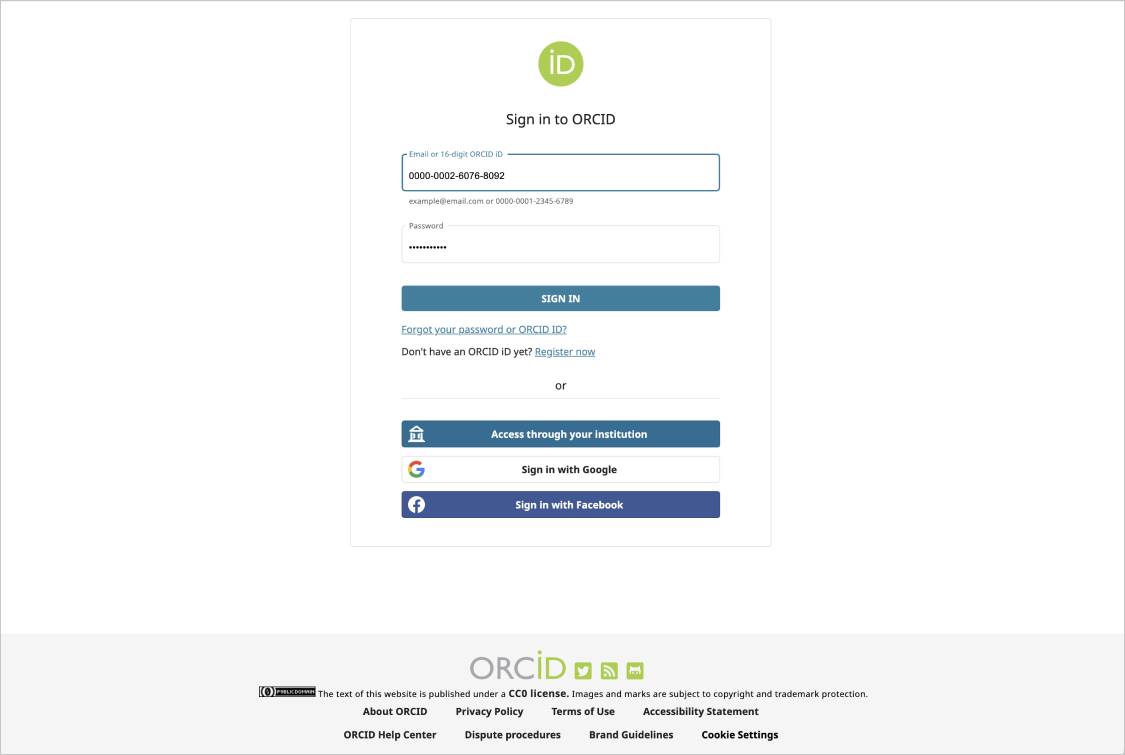 iD
Sign in to ORCID
Email or 16-digit ORCID iD
0000-0002-6076-8092
example@email.com or 0000-0001-2345-6789
Password
•••••••••••
SIGN IN
Forgot your password or ORCID ID?
Don't have an ORCID iD yet? Register now
or
Access through your institution
Sign in with Google
Sign in with Facebook
ORCID
PUBLIC DOMAIN The text of this website is published under a CC0 license. Images and marks are subject to copyright and trademark protection.
About ORCID Privacy Policy Terms of Use Accessibility Statement
ORCID Help Center Dispute procedures Brand Guidelines Cookie Settings